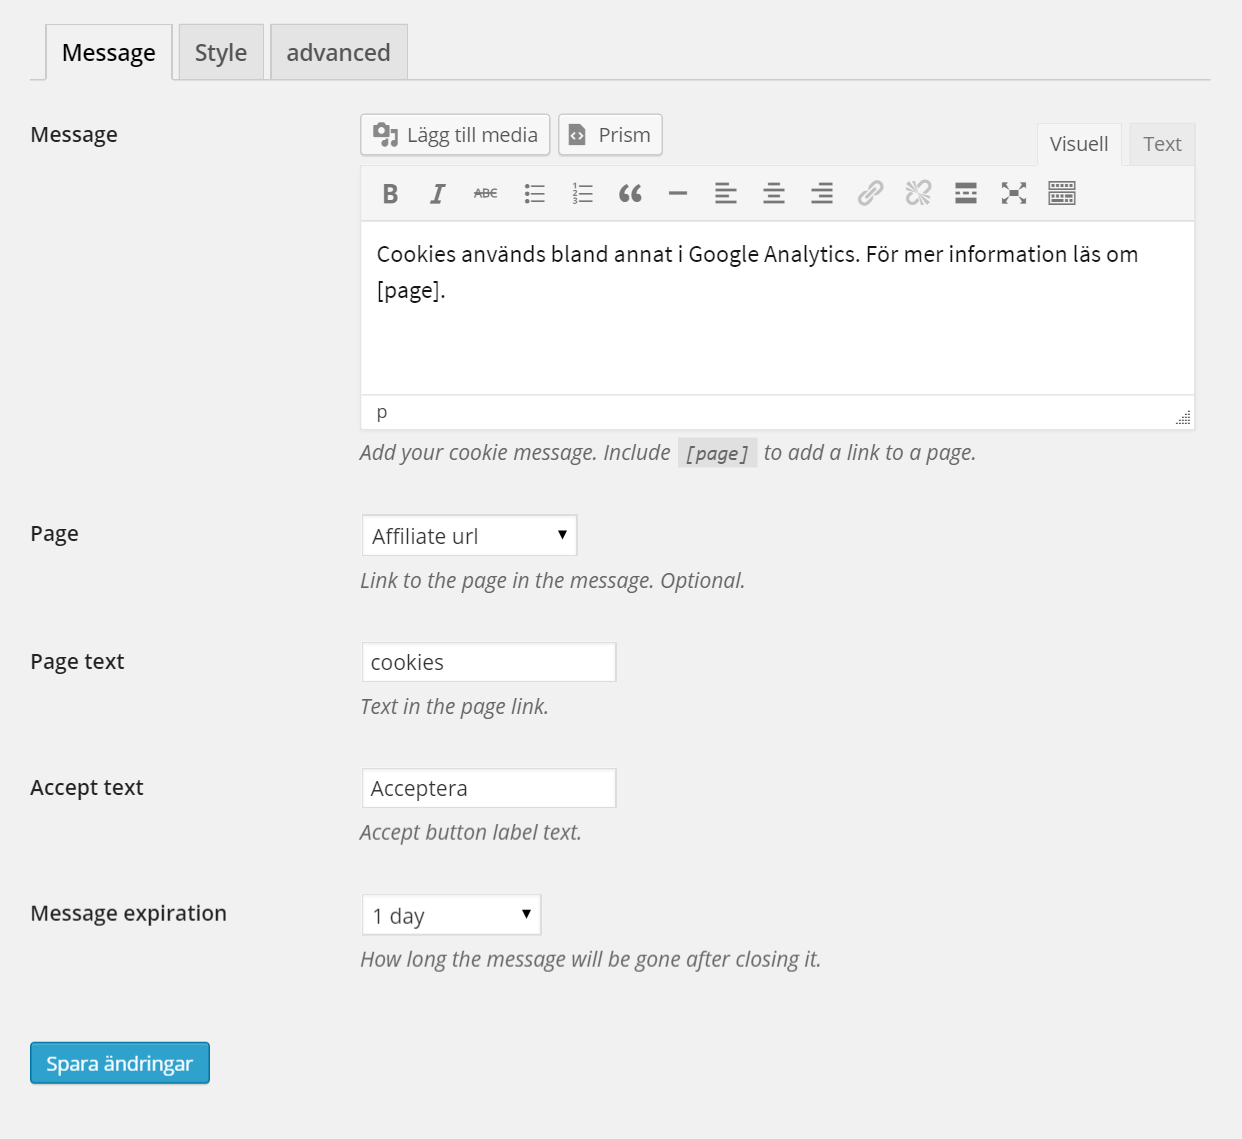 Message Style advanced
Message
Lägg till media Prism
Visuell Text
B I ABC
Cookies används bland annat i Google Analytics. För mer information läs om
[page].
p
Add your cookie message. Include [page] to add a link to a page.
Page
Affiliate url
Link to the page in the message. Optional.
Page text
cookies
Text in the page link.
Accept text
Acceptera
Accept button label text.
Message expiration
1 day
How long the message will be gone after closing it.
Spara ändringar